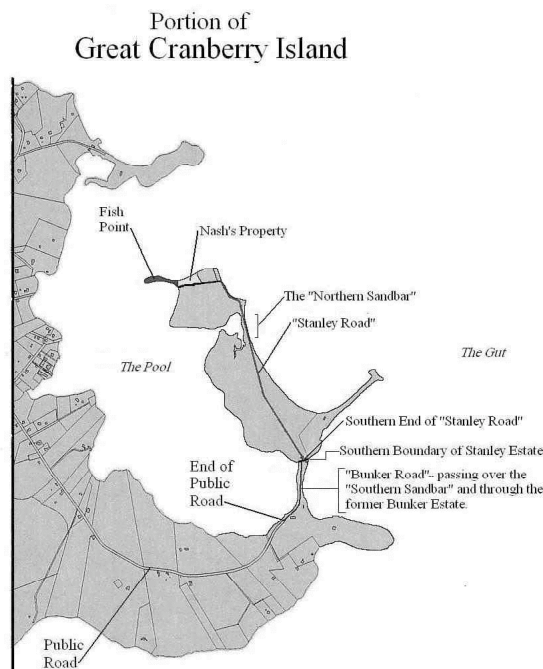 Portion of
Great Cranberry Island
Fish
Point
Nash's Property
The "Northern Sandbar"
"Stanley Road"
The Pool
The Gut
Southern End of "Stanley Road"
Southern Boundary of Stanley Estate
End of
Public
Road
"Bunker Road"-- passing over the
"Southern Sandbar" and through the
former Bunker Estate.
Public
Road